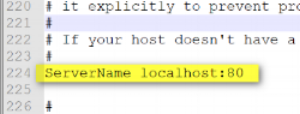 220 # it explicitly to prevent pro
221 #
222 # If your host doesn't have a
223 #
224 ServerName localhost:80
225
226 #